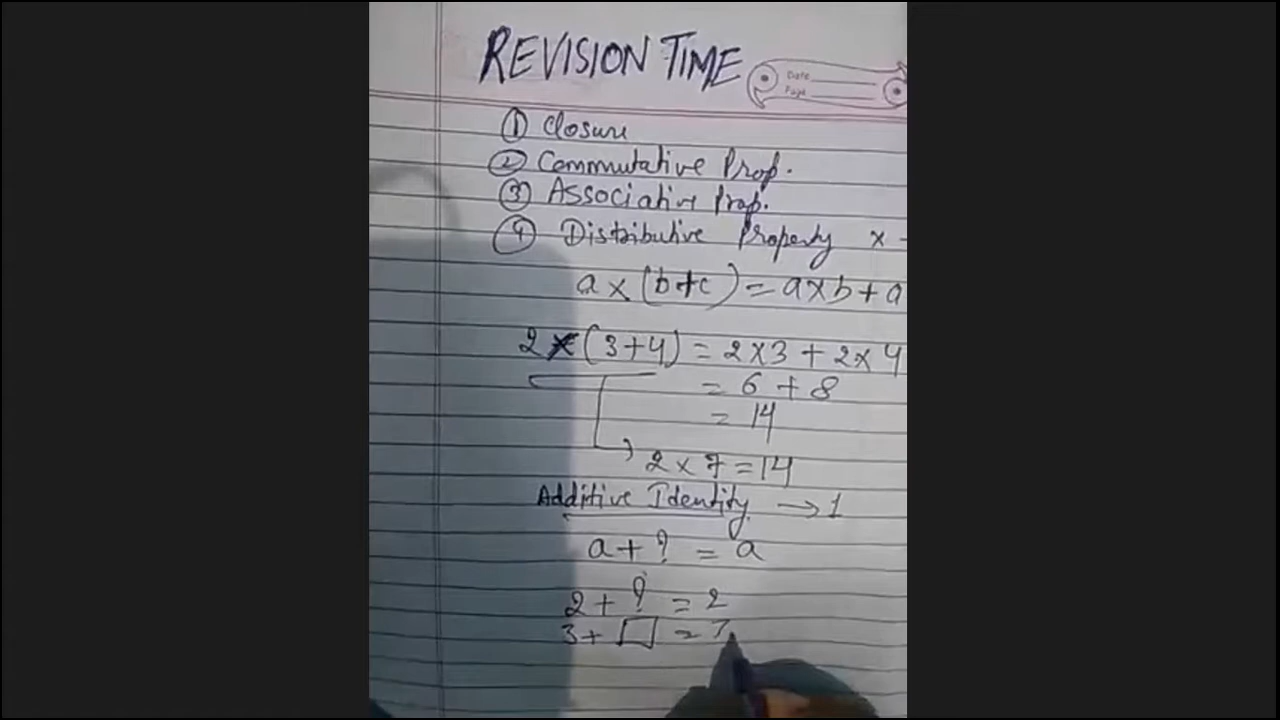 REVISION TIME
Date
Page
① Closure
② Commutative Prop.
③ Associative Prop.
④ Distributive Property x -
a x (b+c) = a x b + a
2 x (3+4) = 2 x 3 + 2 x 4
= 6 + 8
= 14
2 x 7 = 14
Additive Identity → 1
a + ? = a
2 + ? = 2
3 + □ =